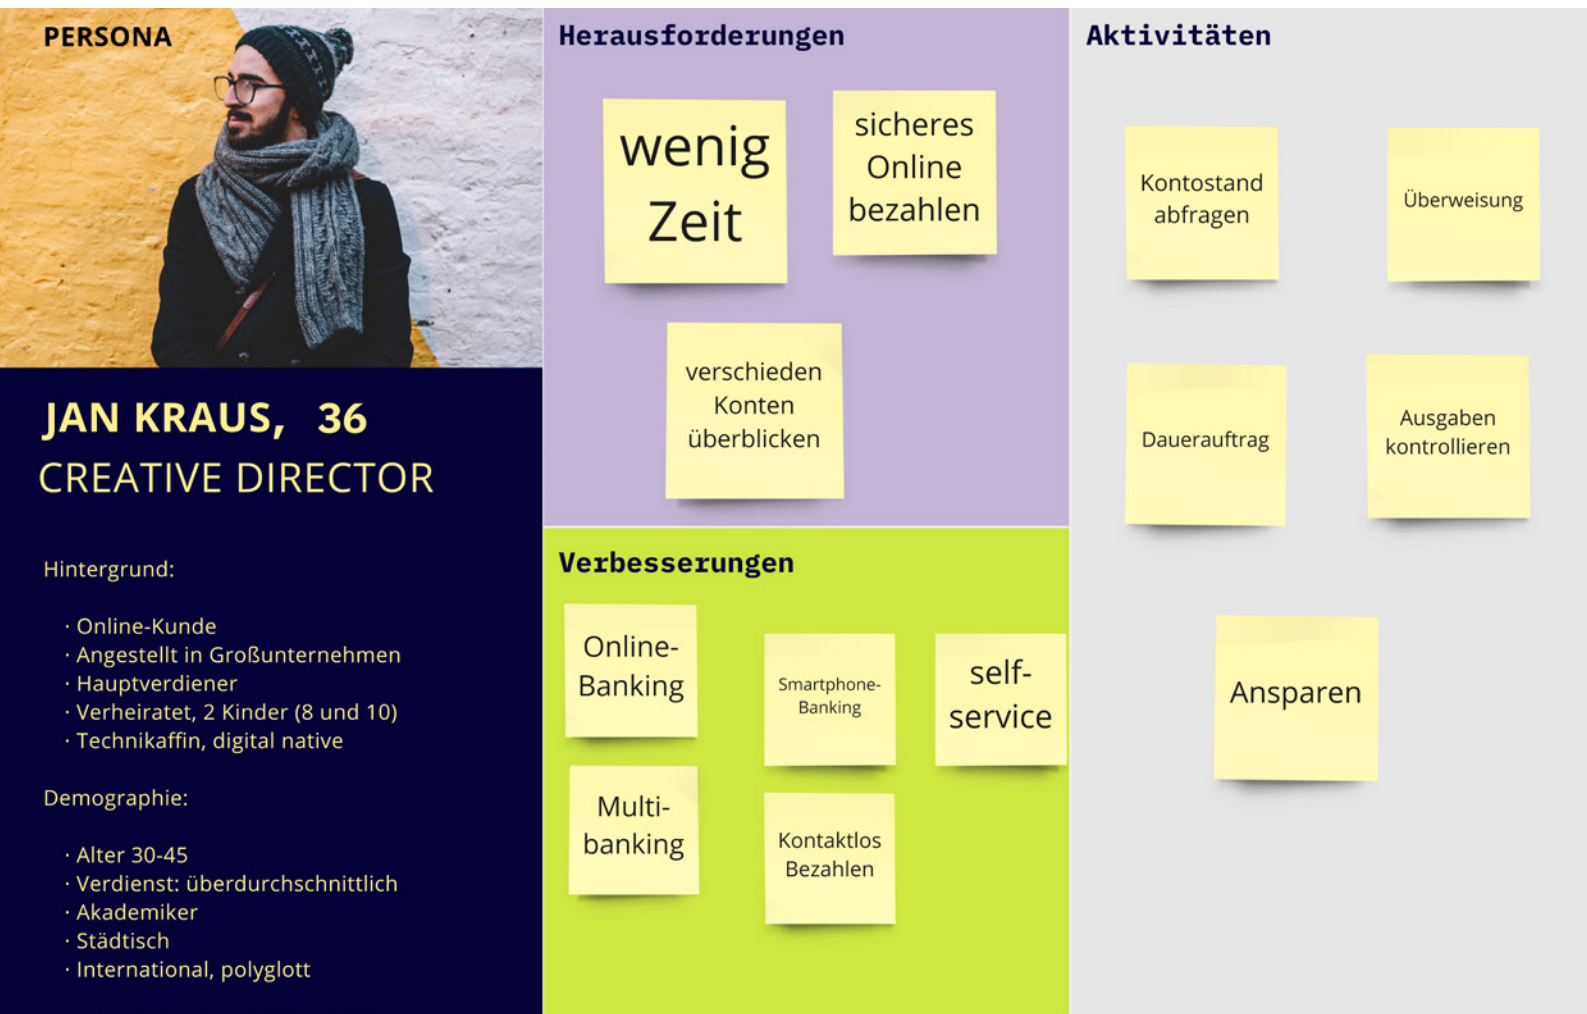 PERSONA
JAN KRAUS, 36
CREATIVE DIRECTOR
Hintergrund:
· Online-Kunde
· Angestellt in Großunternehmen
· Hauptverdiener
· Verheiratet, 2 Kinder (8 und 10)
· Technikaffin, digital native
Demographie:
· Alter 30-45
· Verdienst: überdurchschnittlich
· Akademiker
· Städtisch
· International, polyglott
Herausforderungen
wenig
Zeit
sicheres
Online
bezahlen
verschieden
Konten
überblicken
Verbesserungen
Online-
Banking
Smartphone-
Banking
self-
service
Multi-
banking
Kontaktlos
Bezahlen
Aktivitäten
Kontostand
abfragen
Überweisung
Dauerauftrag
Ausgaben
kontrollieren
Ansparen